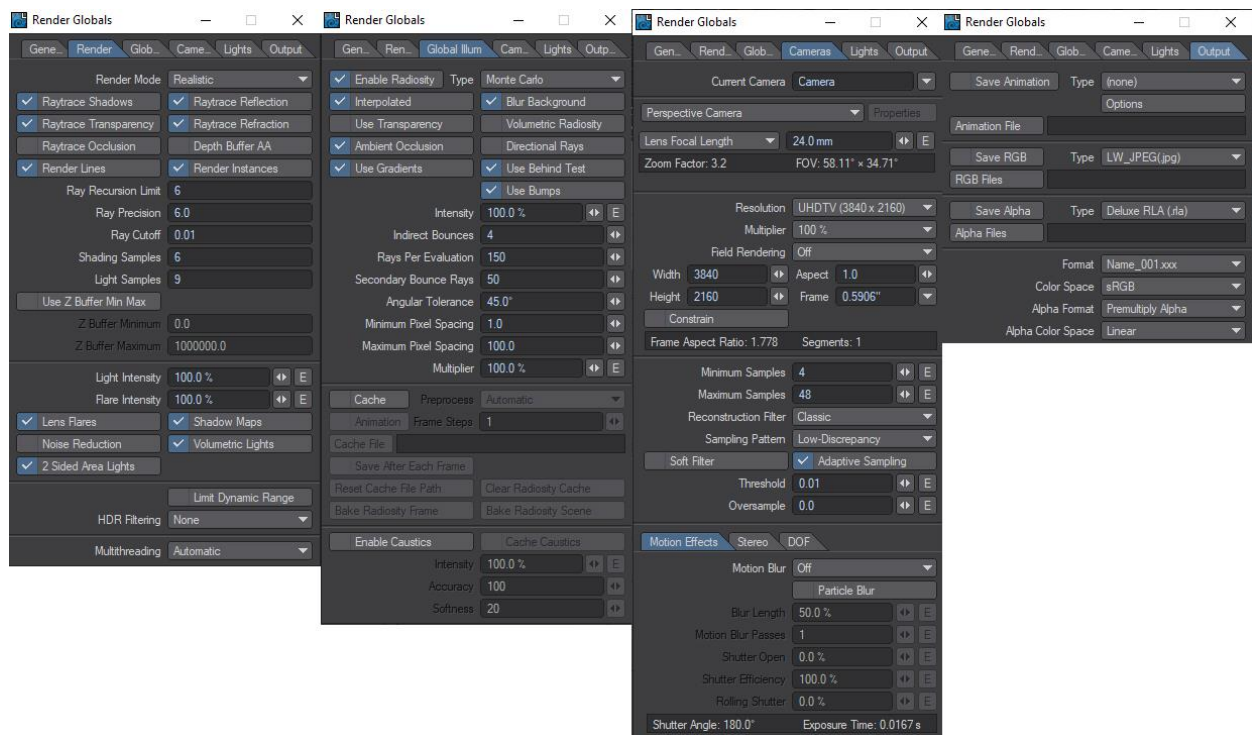 Render Globals
Gene... Render Glob... Came... Lights Output
Render Mode Realistic
Raytrace Shadows Raytrace Reflection
Raytrace Transparency Raytrace Refraction
Raytrace Occlusion Depth Buffer AA
Render Lines Render Instances
Ray Recursion Limit 6
Ray Precision 6.0
Ray Cutoff 0.01
Shading Samples 6
Light Samples 9
Use Z Buffer Min Max
Z Buffer Minimum 0.0
Z Buffer Maximum 1000000.0
Light Intensity 100.0 % E
Flare Intensity 100.0 % E
Lens Flares Shadow Maps
Noise Reduction Volumetric Lights
2 Sided Area Lights
Limit Dynamic Range
HDR Filtering None
Multithreading Automatic
Render Globals
Gen... Ren... Global Illum Cam... Lights Outp...
Enable Radiosity Type Monte Carlo
Interpolated Blur Background
Use Transparency Volumetric Radiosity
Ambient Occlusion Directional Rays
Use Gradients Use Behind Test
Use Bumps
Intensity 100.0 % E
Indirect Bounces 4
Rays Per Evaluation 150
Secondary Bounce Rays 50
Angular Tolerance 45.0°
Minimum Pixel Spacing 1.0
Maximum Pixel Spacing 100.0
Multiplier 100.0 % E
Cache Preprocess Automatic
Animation Frame Steps 1
Cache File
Save After Each Frame
Reset Cache File Path Clear Radiosity Cache
Bake Radiosity Frame Bake Radiosity Scene
Enable Caustics Cache Caustics
Intensity 100.0 % E
Accuracy 100
Softness 20
Render Globals
Gen... Rend... Glob... Cameras Lights Output
Current Camera Camera
Perspective Camera Properties
Lens Focal Length 24.0 mm E
Zoom Factor: 3.2 FOV: 58.11° × 34.71°
Resolution UHDTV (3840 x 2160)
Multiplier 100 %
Field Rendering Off
Width 3840 Aspect 1.0
Height 2160 Frame 0.5906"
Constrain
Frame Aspect Ratio: 1.778 Segments: 1
Minimum Samples 4 E
Maximum Samples 48 E
Reconstruction Filter Classic
Sampling Pattern Low-Discrepancy
Soft Filter Adaptive Sampling
Threshold 0.01 E
Oversample 0.0 E
Motion Effects Stereo DOF
Motion Blur Off
Particle Blur
Blur Length 50.0 % E
Motion Blur Passes 1 E
Shutter Open 0.0 % E
Shutter Efficiency 100.0 % E
Rolling Shutter 0.0 % E
Shutter Angle: 180.0° Exposure Time: 0.0167 s
Render Globals
Gene... Rend... Glob... Came... Lights Output
Save Animation Type (none)
Options
Animation File
Save RGB Type LW_JPEG(.jpg)
RGB Files
Save Alpha Type Deluxe RLA (.rla)
Alpha Files
Format Name_001.xxx
Color Space sRGB
Alpha Format Premultiply Alpha
Alpha Color Space Linear